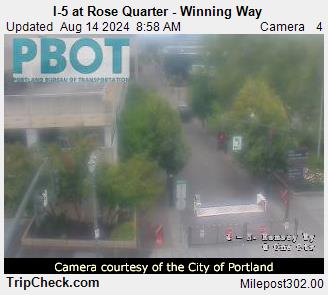 I-5 at Rose Quarter - Winning Way
Updated Aug 14 2024 8:58 AM Camera 4
PBOT
PORTLAND BUREAU OF TRANSPORTATION
Camera courtesy of the City of Portland
TripCheck.com Milepost302.00